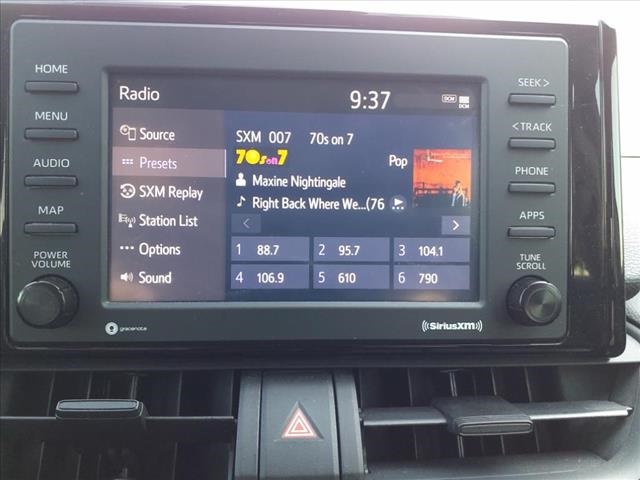 HOME
MENU
AUDIO
MAP
POWER
VOLUME
Radio
9:37
DCM
DCM
Source
Presets
SXM Replay
Station List
Options
Sound
SXM 007 70s on 7
70s on 7
Pop
Maxine Nightingale
Right Back Where We...(76
1 88.7
2 95.7
3 104.1
4 106.9
5 610
6 790
SEEK >
< TRACK
PHONE
APPS
TUNE
SCROLL
gracenote
((SiriusXM))